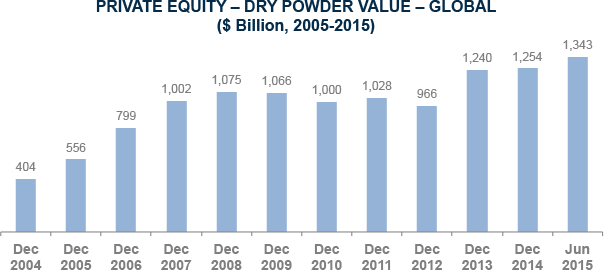 PRIVATE EQUITY – DRY POWDER VALUE – GLOBAL
($ Billion, 2005-2015)
404
556
799
1,002
1,075
1,066
1,000
1,028
966
1,240
1,254
1,343
Dec 2004
Dec 2005
Dec 2006
Dec 2007
Dec 2008
Dec 2009
Dec 2010
Dec 2011
Dec 2012
Dec 2013
Dec 2014
Jun 2015